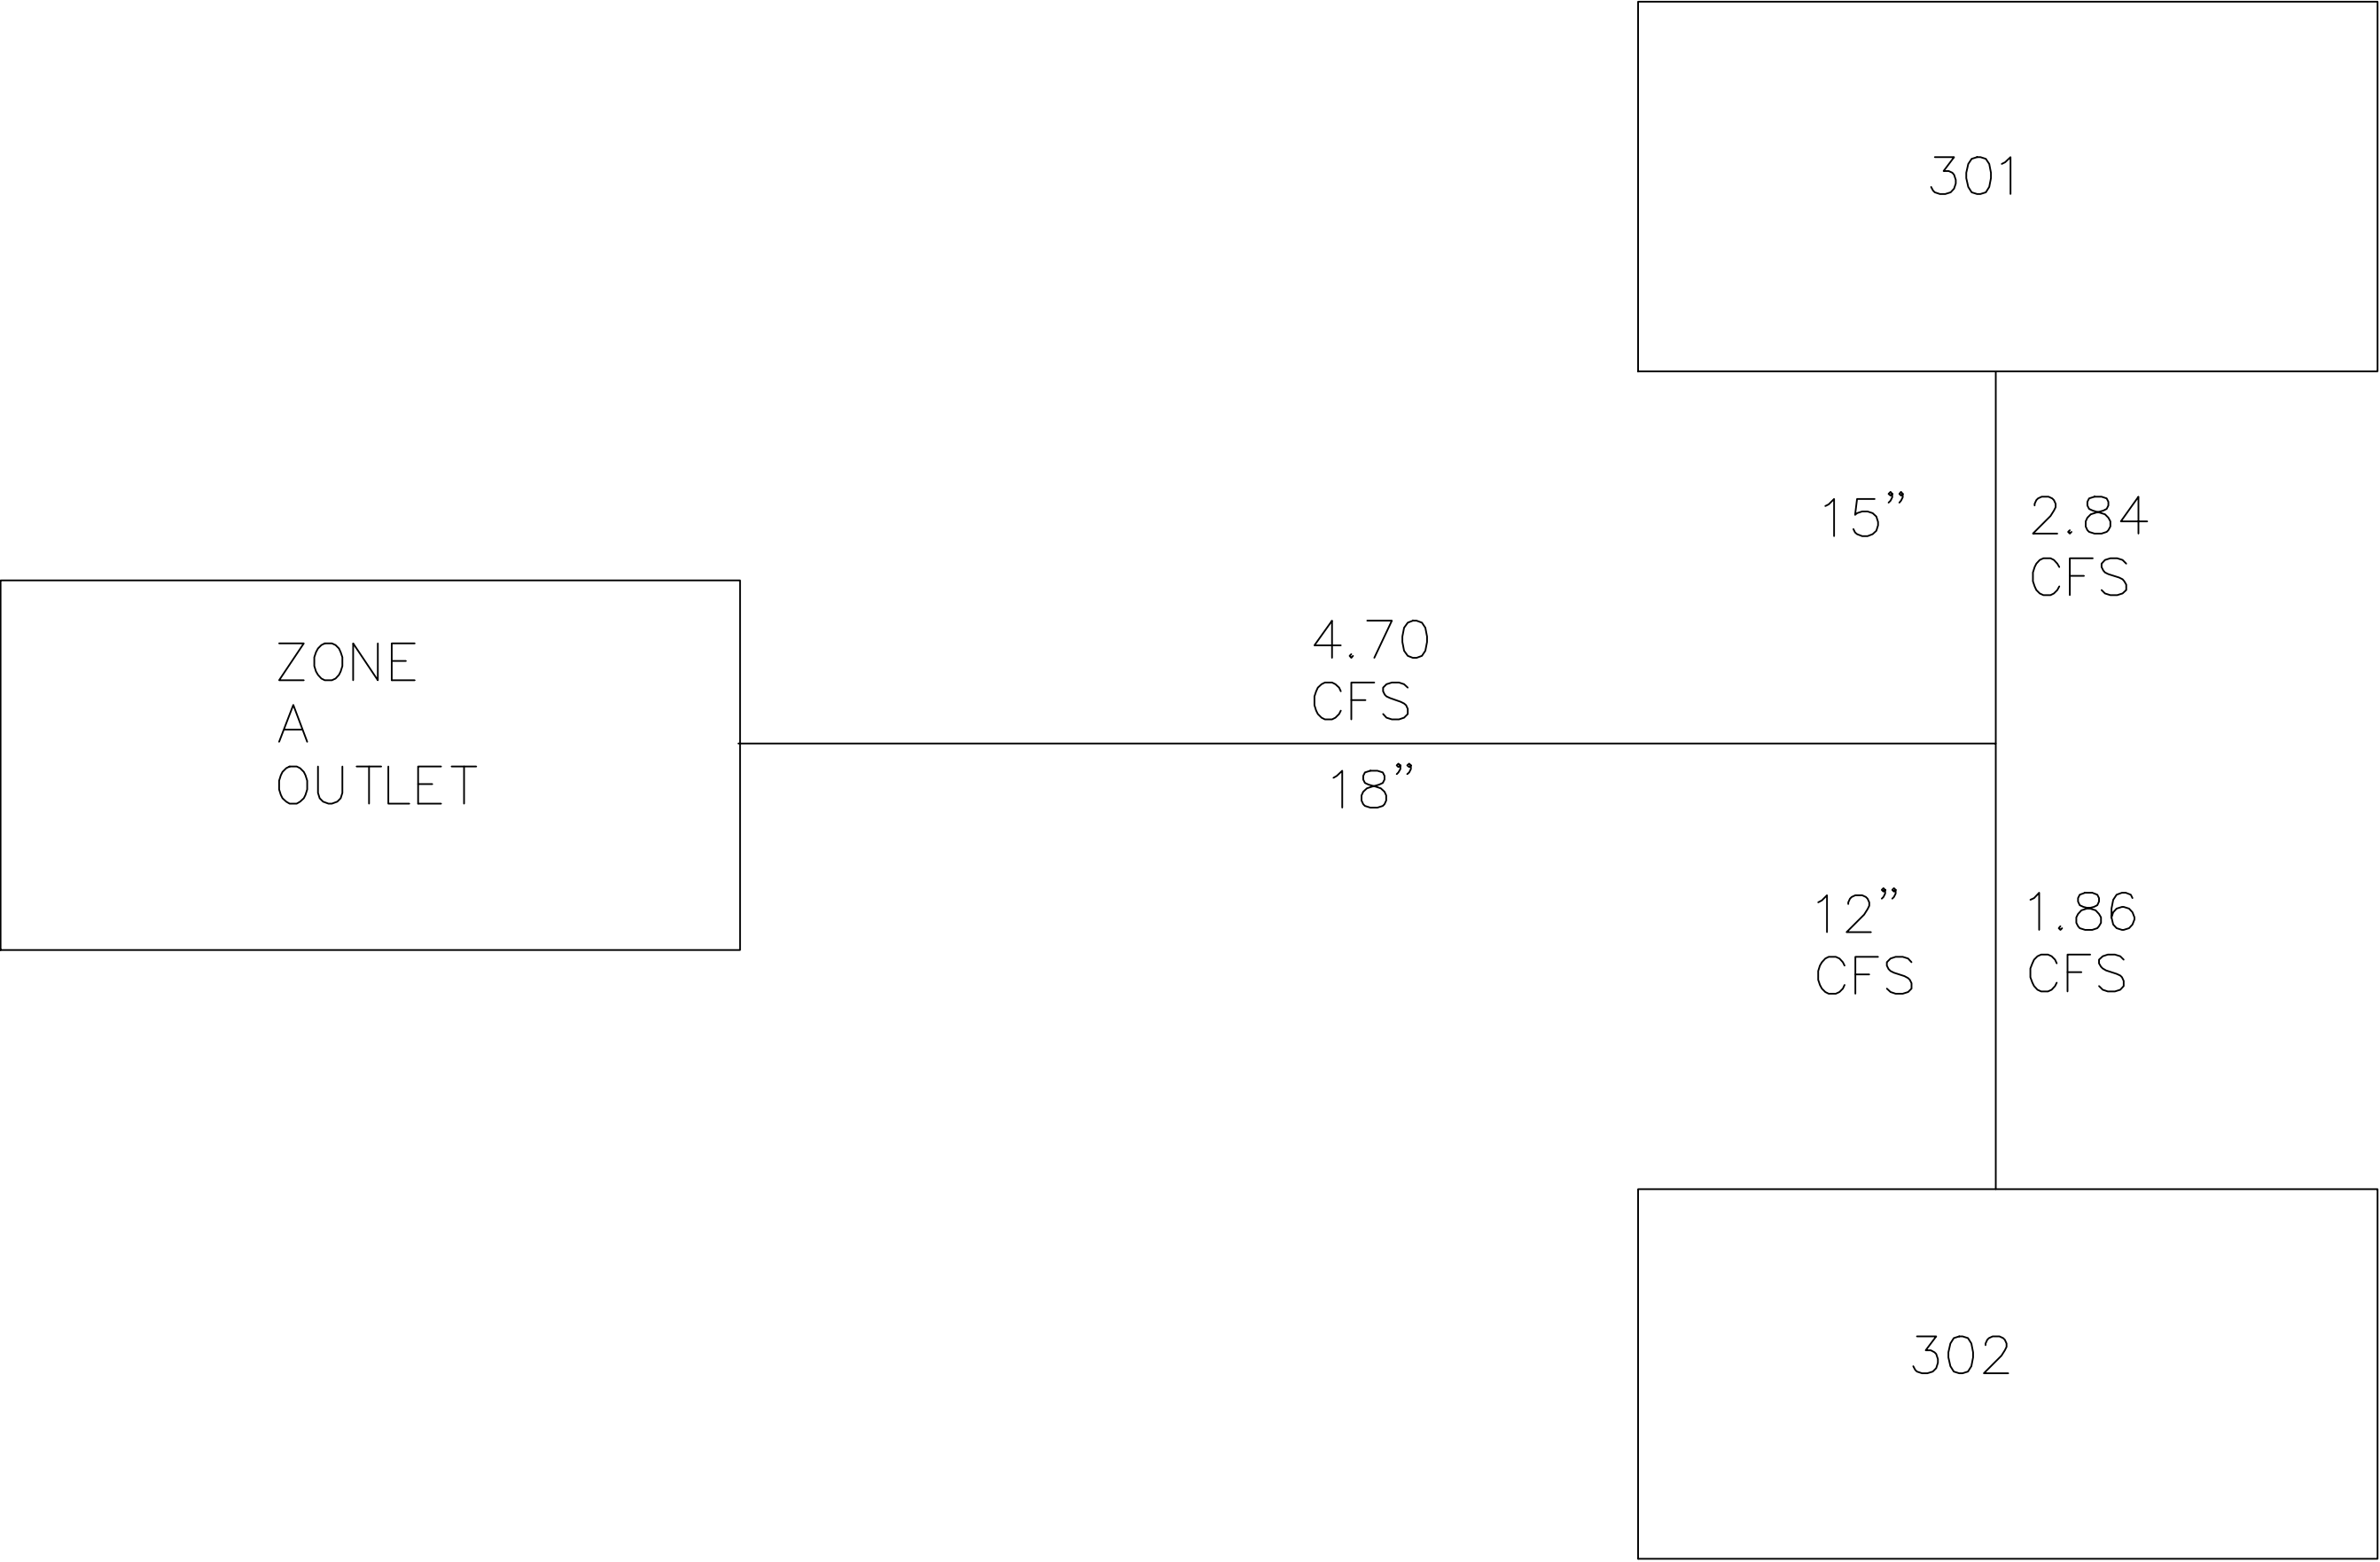 301
15”
2.84
CFS
ZONE
A
OUTLET
4.70
CFS
18”
12”
CFS
1.86
CFS
302